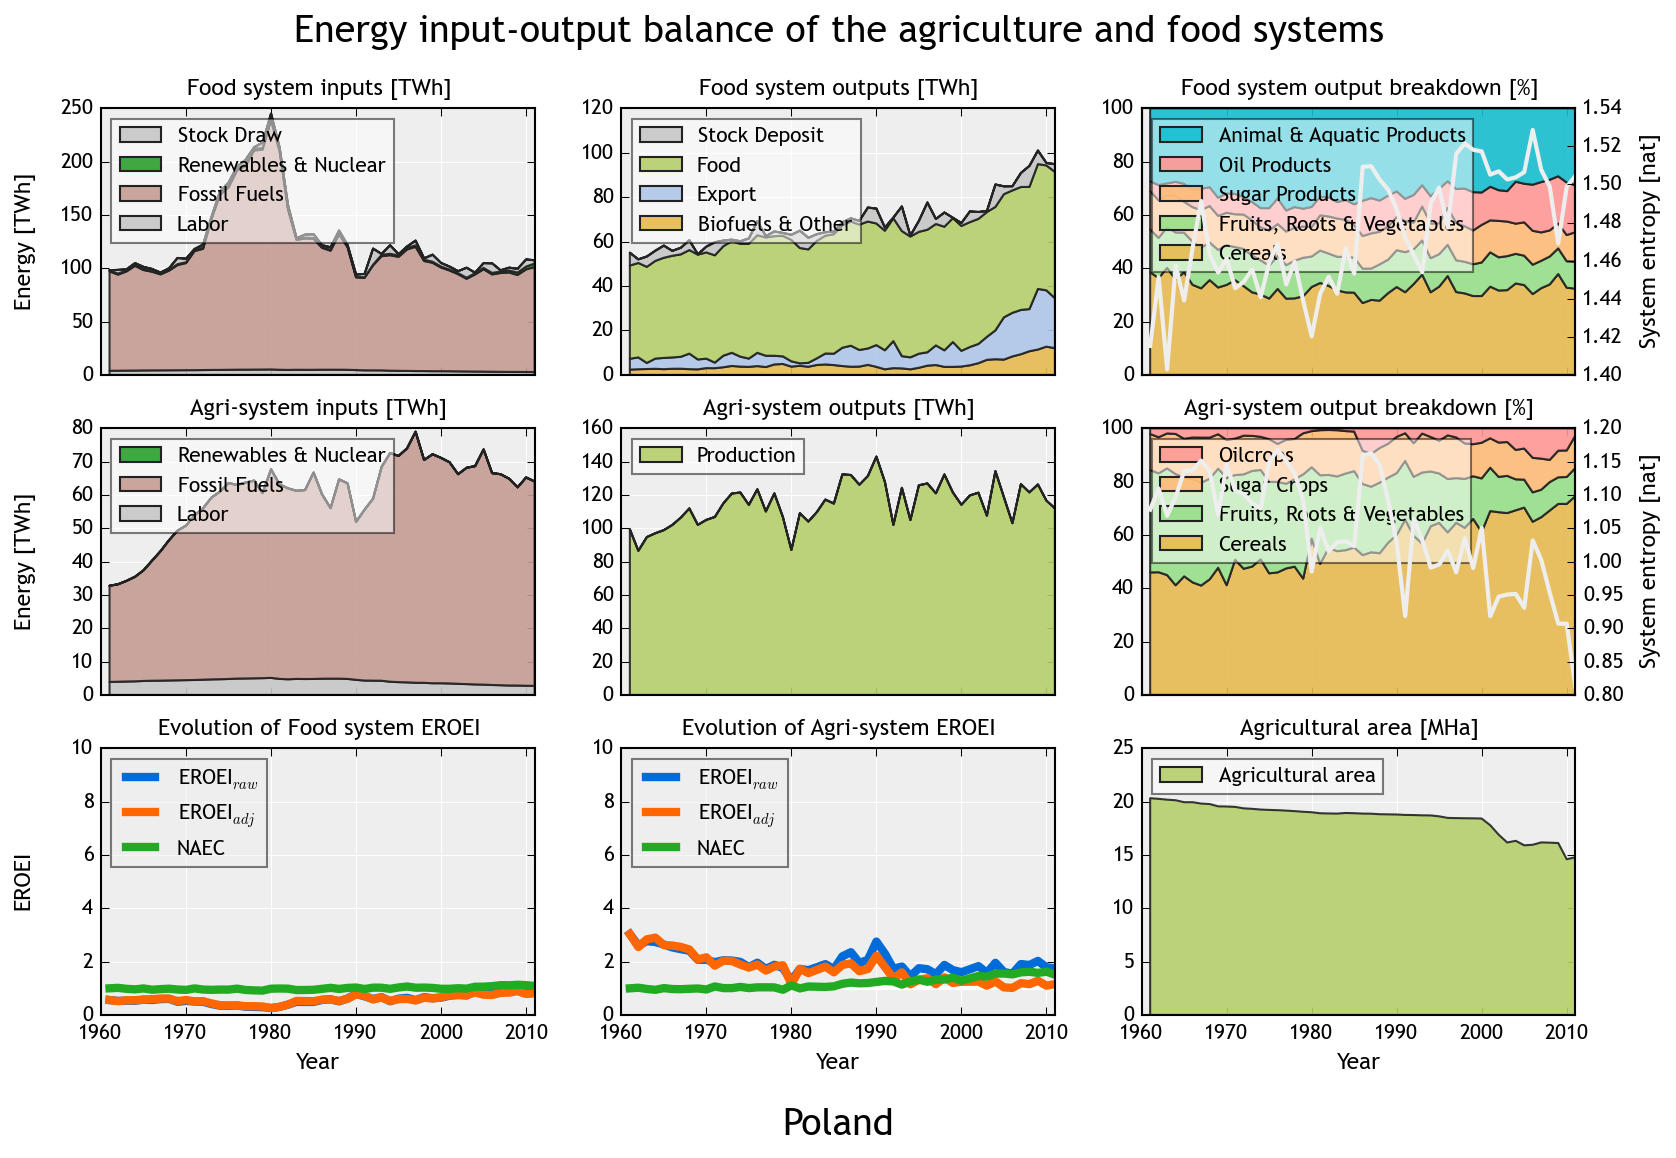 Energy input-output balance of the agriculture and food systems
Food system inputs [TWh]
Food system outputs [TWh]
Food system output breakdown [%]
Energy [TWh]
250
200
150
100
50
0
Stock Draw
Renewables & Nuclear
Fossil Fuels
Labor
120
100
80
60
40
20
0
Stock Deposit
Food
Export
Biofuels & Other
100
80
60
40
20
0
Animal & Aquatic Products
Oil Products
Sugar Products
Fruits, Roots & Vegetables
Cereals
1.54
1.52
1.50
1.48
1.46
1.44
1.42
1.40
System entropy [nat]
Agri-system inputs [TWh]
Agri-system outputs [TWh]
Agri-system output breakdown [%]
Energy [TWh]
80
70
60
50
40
30
20
10
0
Renewables & Nuclear
Fossil Fuels
Labor
160
140
120
100
80
60
40
20
0
Production
100
80
60
40
20
0
Oilcrops
Sugar Crops
Fruits, Roots & Vegetables
Cereals
1.20
1.15
1.10
1.05
1.00
0.95
0.90
0.85
0.80
System entropy [nat]
Evolution of Food system EROEI
Evolution of Agri-system EROEI
Agricultural area [MHa]
EROEI
10
8
6
4
2
0
EROEI raw
EROEI adj
NAEC
1960 1970 1980 1990 2000 2010
Year
10
8
6
4
2
0
EROEI raw
EROEI adj
NAEC
1960 1970 1980 1990 2000 2010
Year
25
20
15
10
5
0
Agricultural area
1960 1970 1980 1990 2000 2010
Year
Poland